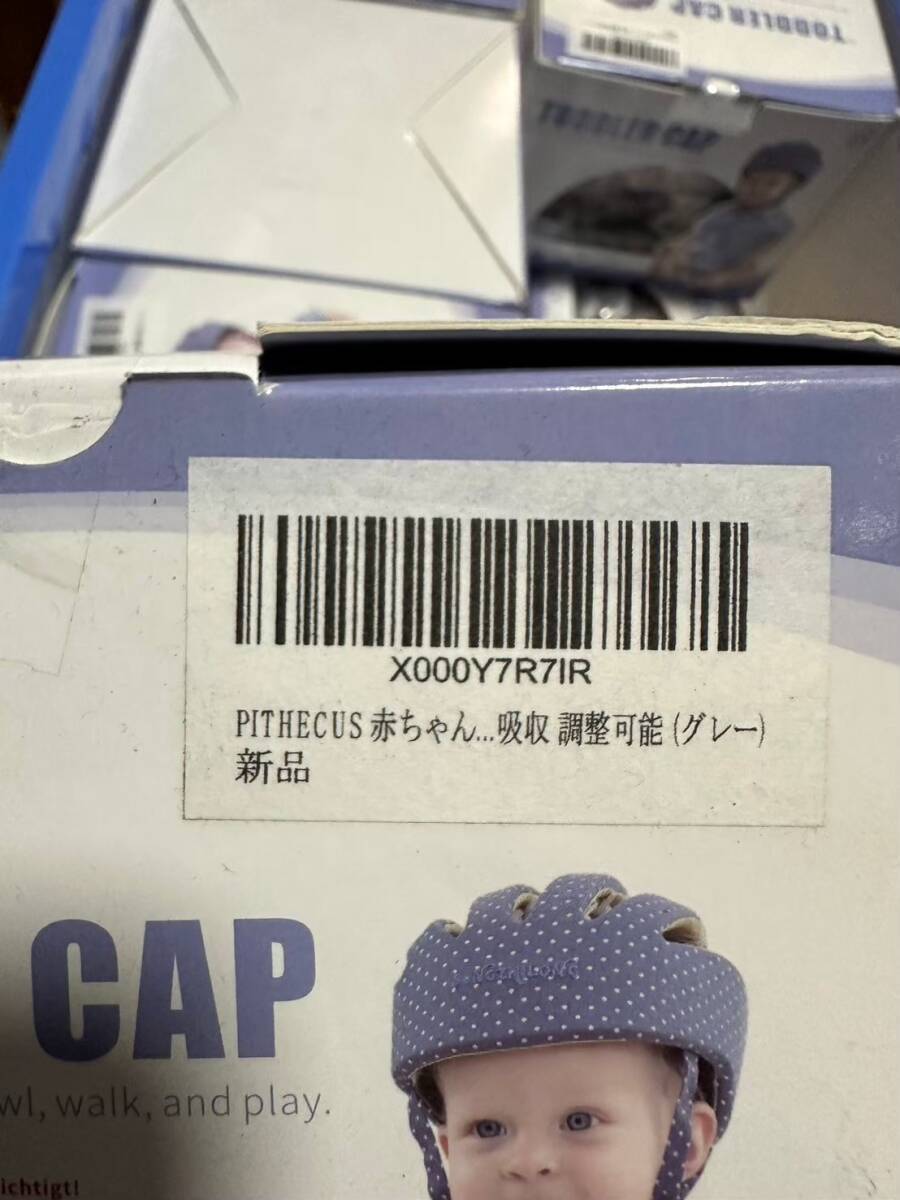 TODDLER CAP
TODDLER CAP
X000Y7R7IR
PITHECUS 赤ちゃん...吸収 調整可能 (グレー)
新品
CAP
wl, walk, and play.
ichtigt!